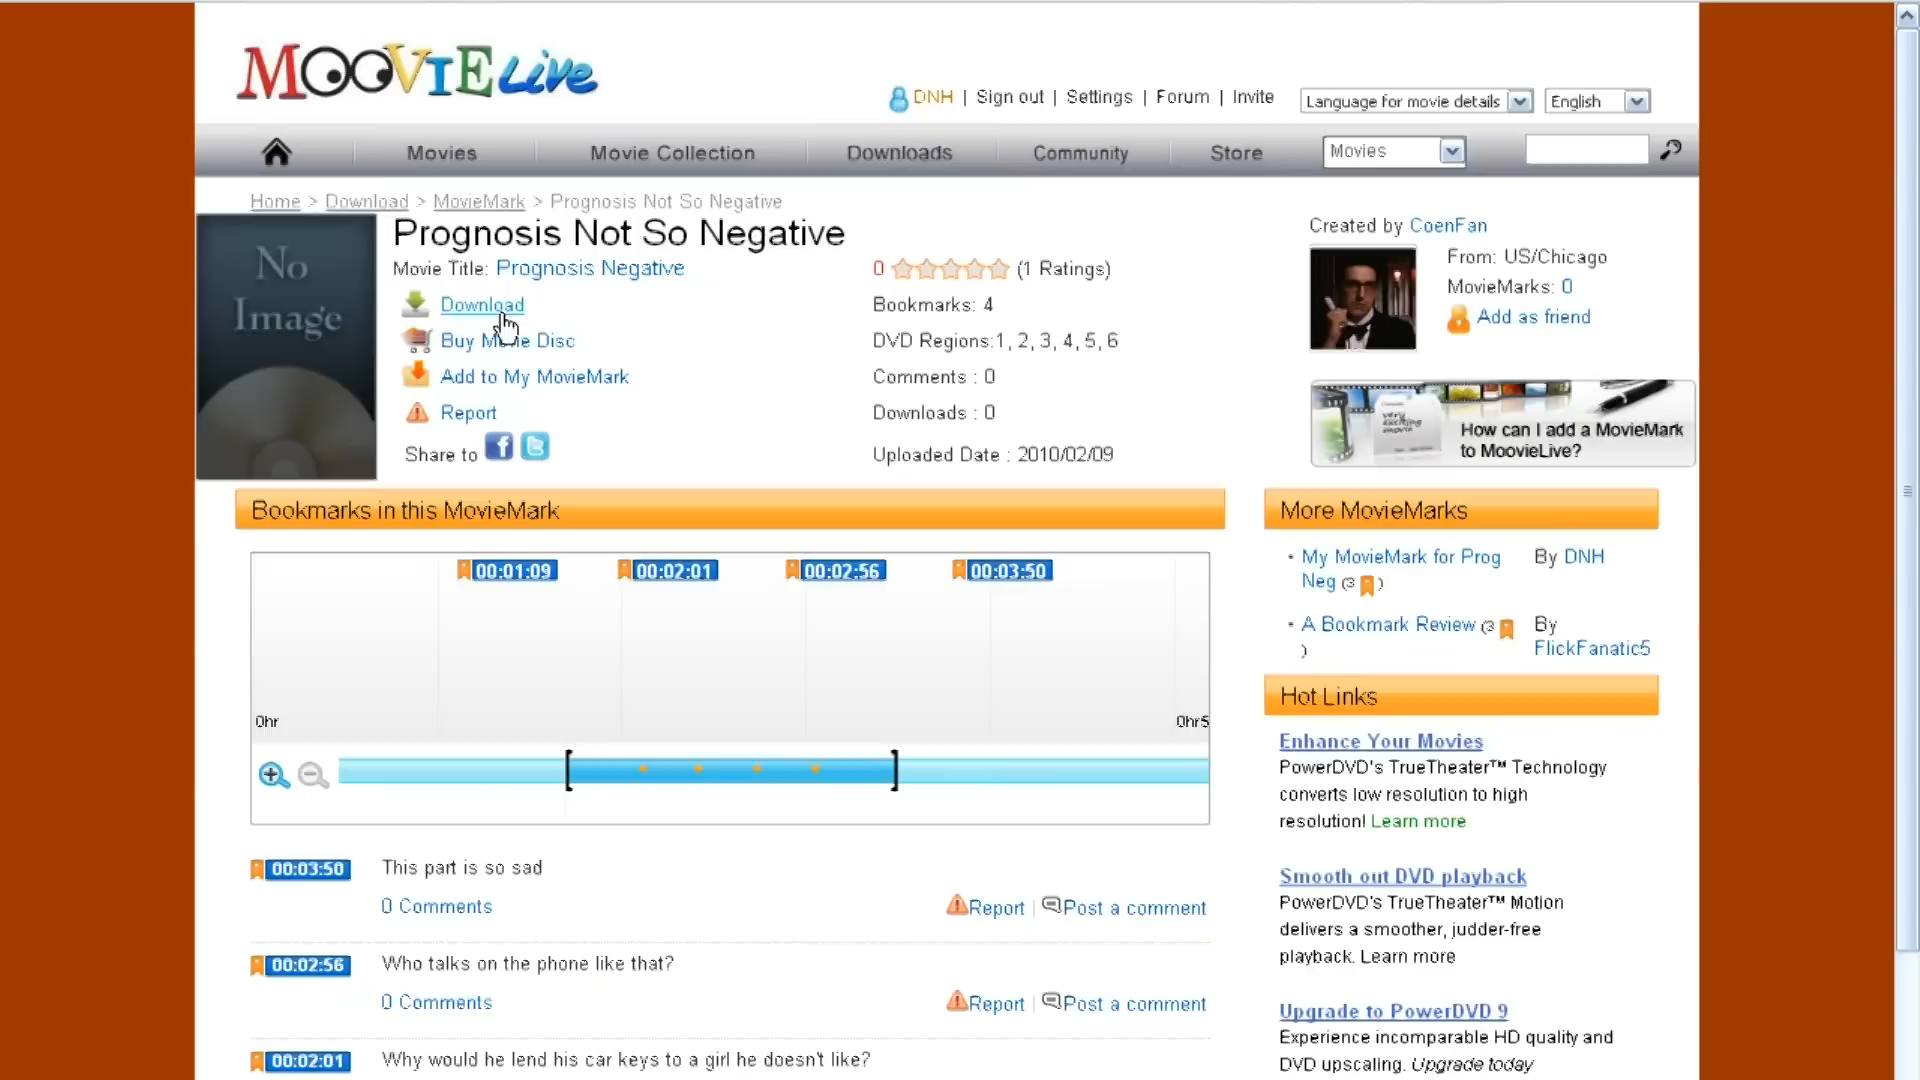 MOOVIE Live
DNH | Sign out | Settings | Forum | Invite
Language for movie details
English
Movies
Movie Collection
Downloads
Community
Store
Movies
Home > Download > MovieMark > Prognosis Not So Negative
No
Image
Prognosis Not So Negative
Movie Title: Prognosis Negative
Download
Buy Movie Disc
Add to My MovieMark
Report
Share to
0 (1 Ratings)
Bookmarks: 4
DVD Regions:1, 2, 3, 4, 5, 6
Comments : 0
Downloads : 0
Uploaded Date : 2010/02/09
Created by CoenFan
From: US/Chicago
MovieMarks: 0
Add as friend
How can I add a MovieMark
to MoovieLive?
Bookmarks in this MovieMark
00:01:09
00:02:01
00:02:56
00:03:50
0hr
0hr5
00:03:50 This part is so sad
0 Comments
Report | Post a comment
00:02:56 Who talks on the phone like that?
0 Comments
Report | Post a comment
00:02:01 Why would he lend his car keys to a girl he doesn't like?
More MovieMarks
• My MovieMark for Prog By DNH
Neg (3 )
• A Bookmark Review (3 By
) FlickFanatic5
Hot Links
Enhance Your Movies
PowerDVD's TrueTheater™ Technology
converts low resolution to high
resolution! Learn more
Smooth out DVD playback
PowerDVD's TrueTheater™ Motion
delivers a smoother, judder-free
playback. Learn more
Upgrade to PowerDVD 9
Experience incomparable HD quality and
DVD upscaling. Upgrade today